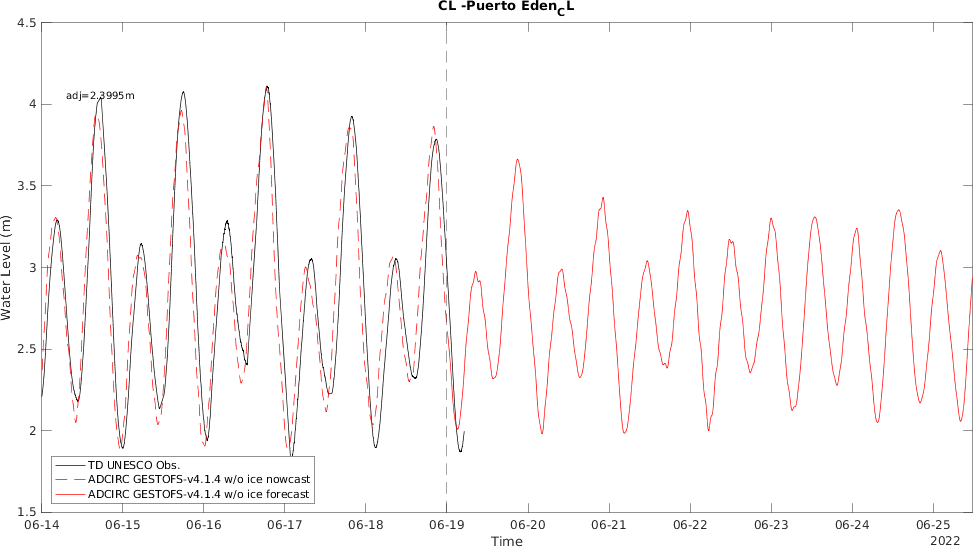 CL -Puerto Eden_CL
adj=2.3995m
Water Level (m)
4.5
4
3.5
3
2.5
2
1.5
TD UNESCO Obs.
ADCIRC GESTOFS-v4.1.4 w/o ice nowcast
ADCIRC GESTOFS-v4.1.4 w/o ice forecast
06-14 06-15 06-16 06-17 06-18 06-19 06-20 06-21 06-22 06-23 06-24 06-25
Time
2022